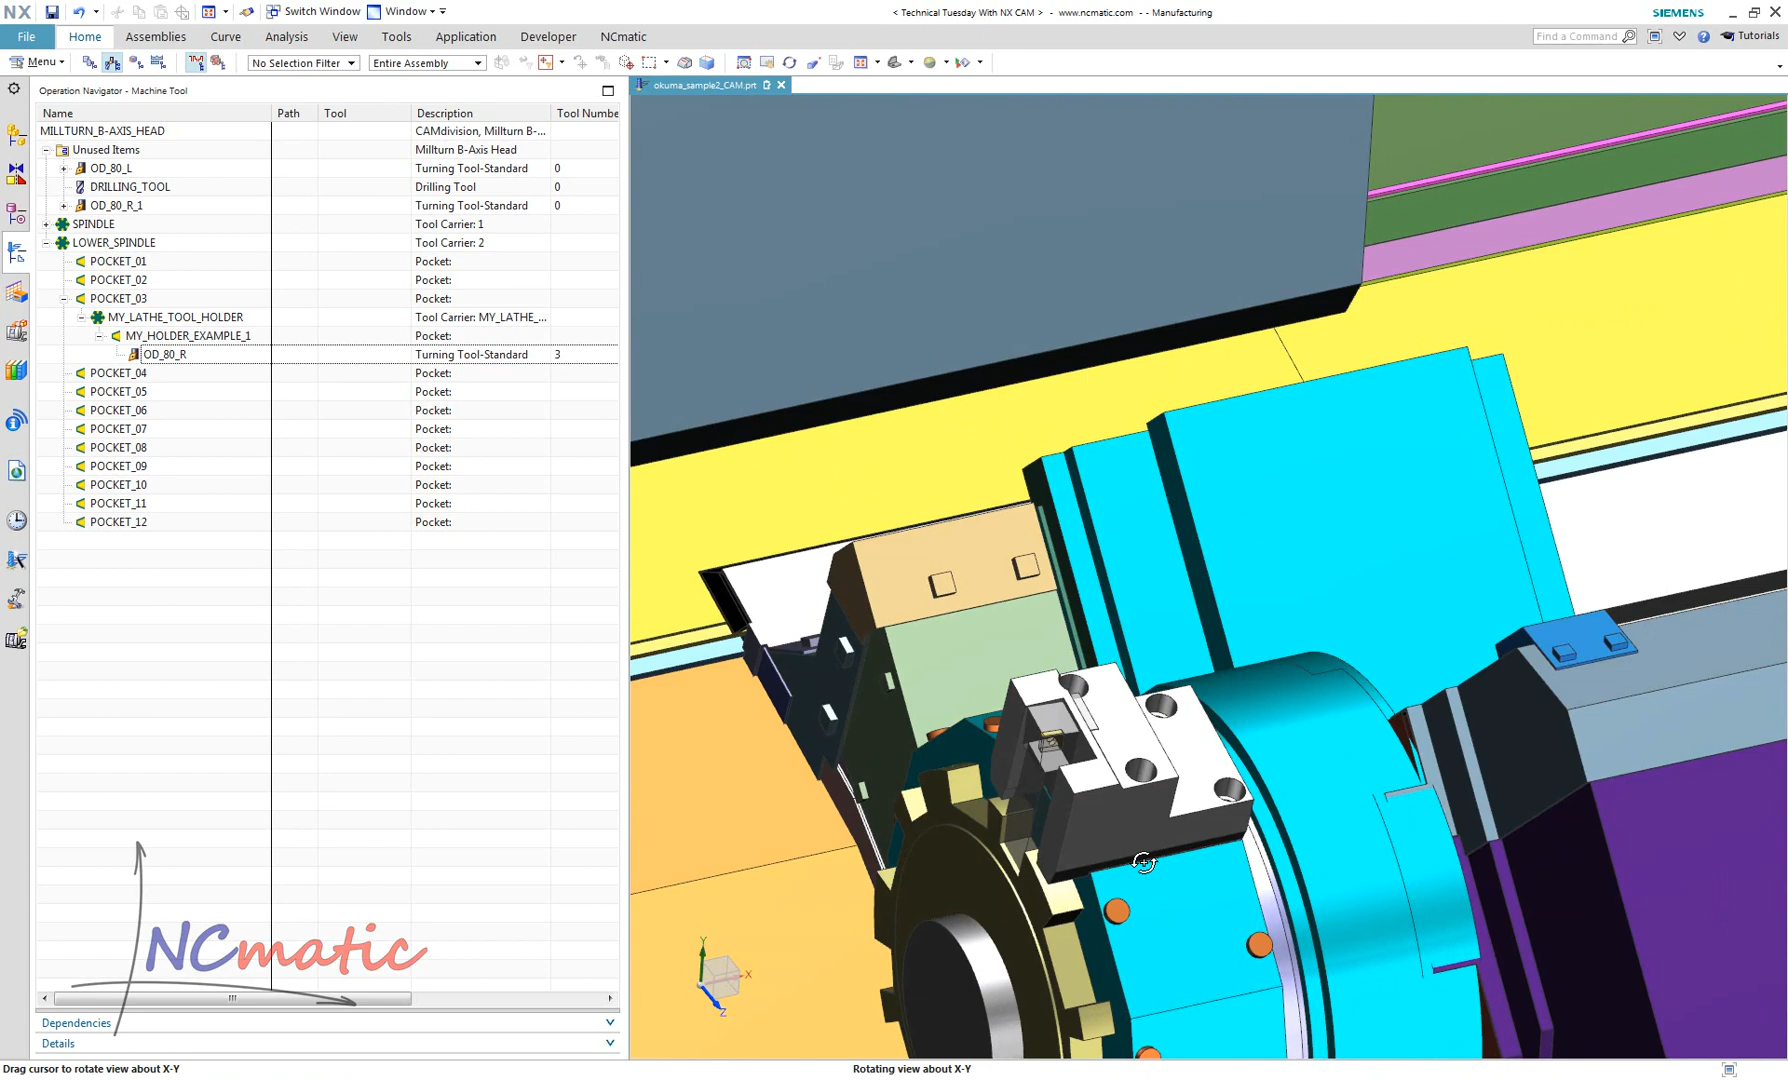 NX Switch Window Window < Technical Tuesday With NX CAM > - www.ncmatic.com - - Manufacturing SIEMENS
File Home Assemblies Curve Analysis View Tools Application Developer NCmatic Find a Command Tutorials
Menu No Selection Filter Entire Assembly
Operation Navigator - Machine Tool okuma_sample2_CAM.prt
Name Path Tool Description Tool Numbe
MILLTURN_B-AXIS_HEAD CAMdivision, Millturn B-...
Unused Items Millturn B-Axis Head
OD_80_L Turning Tool-Standard 0
DRILLING_TOOL Drilling Tool 0
OD_80_R_1 Turning Tool-Standard 0
SPINDLE Tool Carrier: 1
LOWER_SPINDLE Tool Carrier: 2
POCKET_01 Pocket:
POCKET_02 Pocket:
POCKET_03 Pocket:
MY_LATHE_TOOL_HOLDER Tool Carrier: MY_LATHE_...
MY_HOLDER_EXAMPLE_1 Pocket:
OD_80_R Turning Tool-Standard 3
POCKET_04 Pocket:
POCKET_05 Pocket:
POCKET_06 Pocket:
POCKET_07 Pocket:
POCKET_08 Pocket:
POCKET_09 Pocket:
POCKET_10 Pocket:
POCKET_11 Pocket:
POCKET_12 Pocket:
NCmatic
Y
X
Z
Dependencies
Details
Drag cursor to rotate view about X-Y Rotating view about X-Y